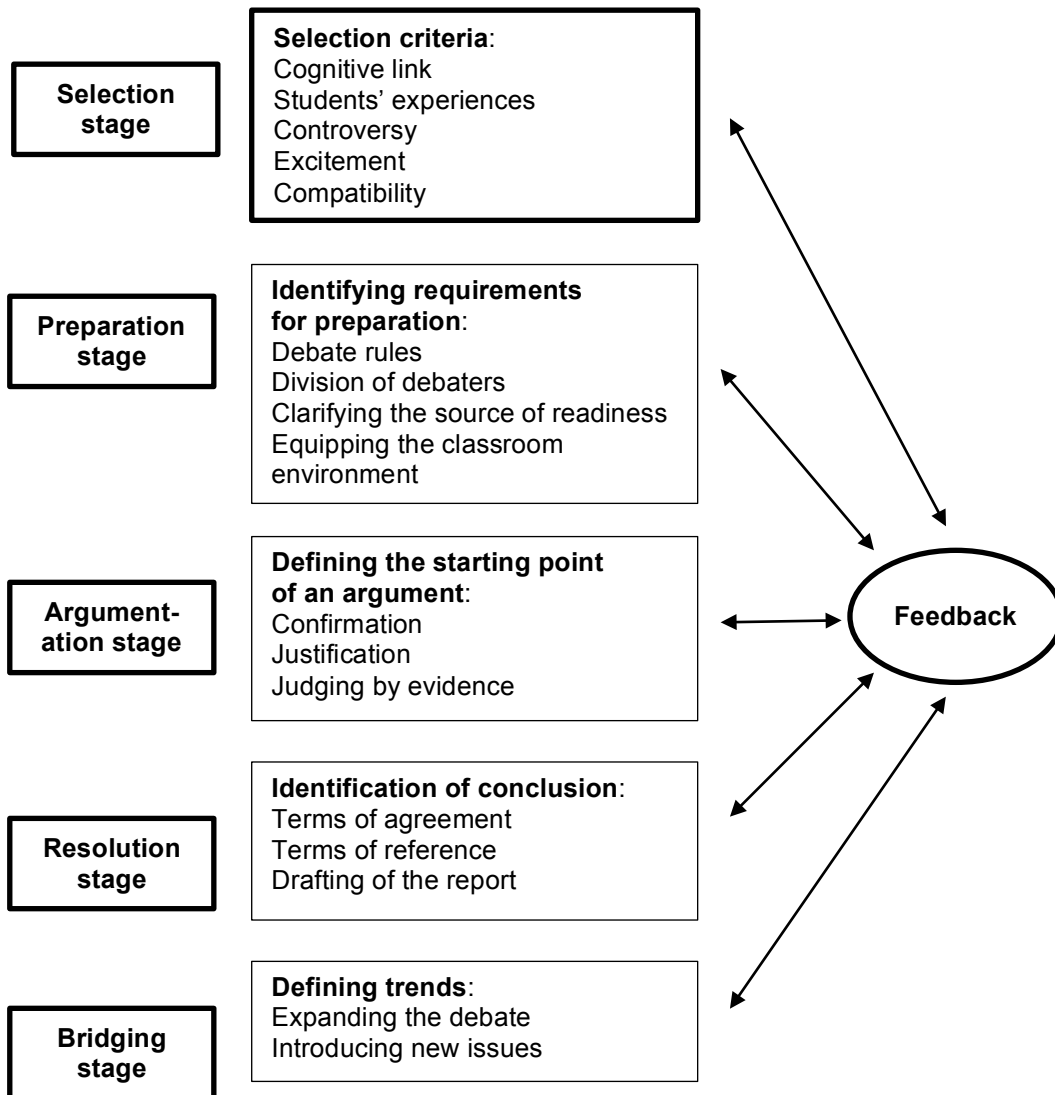 Selection
stage
Selection criteria:
Cognitive link
Students’ experiences
Controversy
Excitement
Compatibility
Preparation
stage
Identifying requirements
for preparation:
Debate rules
Division of debaters
Clarifying the source of readiness
Equipping the classroom
environment
Argument-
ation stage
Defining the starting point
of an argument:
Confirmation
Justification
Judging by evidence
Feedback
Resolution
stage
Identification of conclusion:
Terms of agreement
Terms of reference
Drafting of the report
Bridging
stage
Defining trends:
Expanding the debate
Introducing new issues